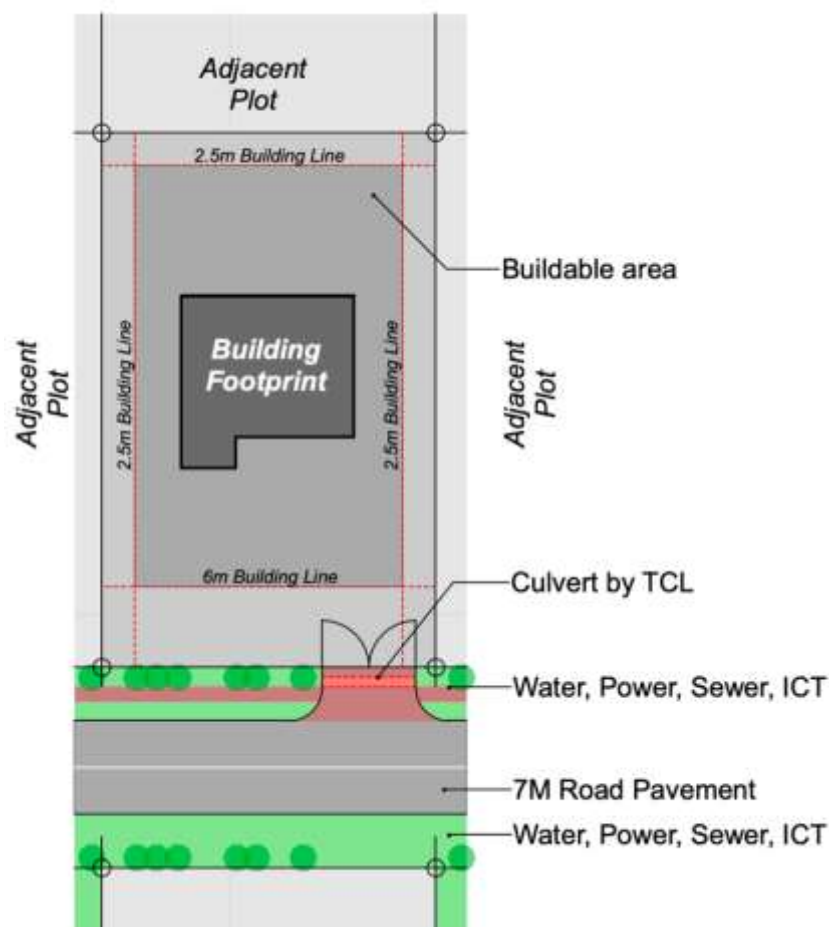 Adjacent
Plot
2.5m Building Line
Buildable area
Building
Footprint
Adjacent
Plot
2.5m Building Line
2.5m Building Line
Adjacent
Plot
6m Building Line
Culvert by TCL
Water, Power, Sewer, ICT
7M Road Pavement
Water, Power, Sewer, ICT